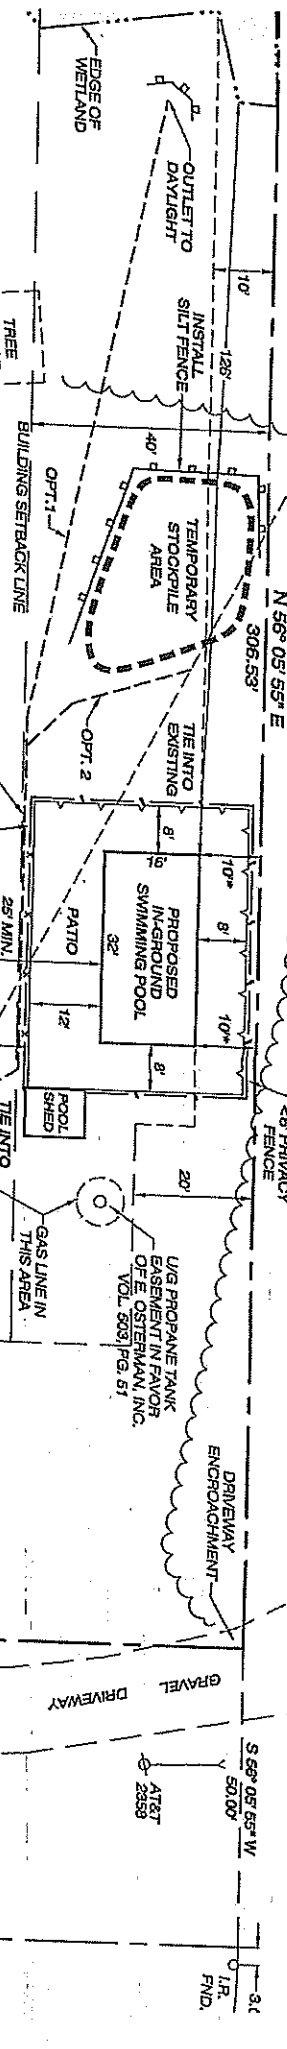 EDGE OF
WETLAND
OUTLET TO
DAYLIGHT
10'
126'
INSTALL
SILT FENCE
TREE
40'
BUILDING SETBACK LINE
OPT.1
TEMPORARY
STOCKPILE
AREA
N 56° 05' 55" E
306.53'
OPT. 2
TIE INTO
EXISTING
8'
16'
10'*
8'
10'*
PROPOSED
IN-GROUND
SWIMMING POOL
32'
PATIO
12'
25' MIN.
8'
PRIVACY
FENCE
POOL
SHED
TIE INTO
20'
GAS LINE IN
THIS AREA
U/G PROPANE TANK
EASEMENT IN FAVOR
OF E. OSTERMAN, INC.
VOL. 503, PG. 51
DRIVEWAY
ENCROACHMENT
GRAVEL DRIVEWAY
S 56° 05' 55" W
50.00'
AT&T
2358
I.R.
FND.